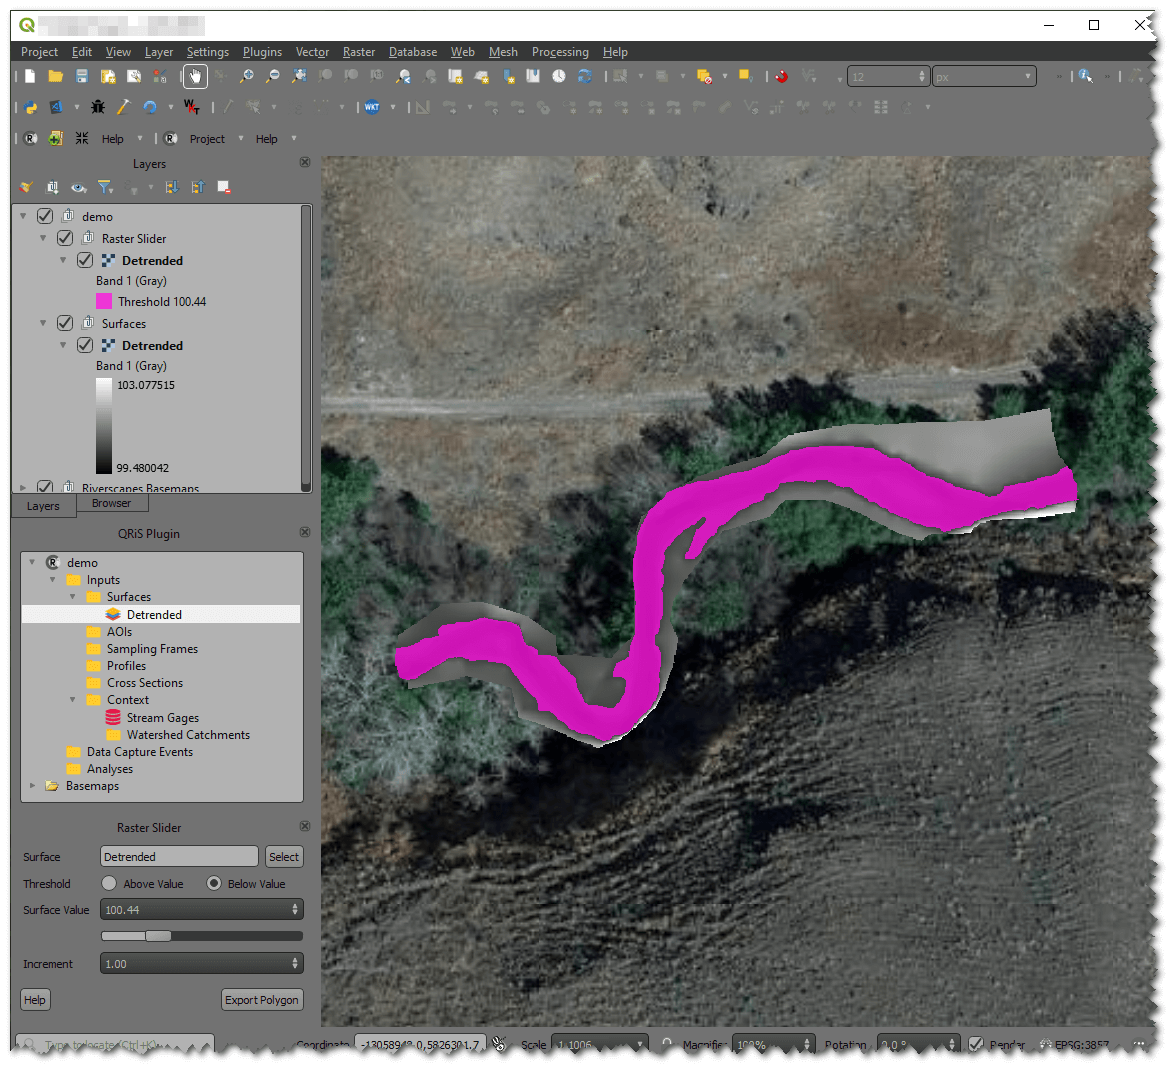 Project Edit View Layer Settings Plugins Vector Raster Database Web Mesh Processing Help
12 px
WKT
Help Project Help
Layers
demo
Raster Slider
Detrended
Band 1 (Gray)
Threshold 100.44
Surfaces
Detrended
Band 1 (Gray)
103.077515
99.480042
Riverscapes Basemaps
Layers Browser
QRiS Plugin
demo
Inputs
Surfaces
Detrended
AOIs
Sampling Frames
Profiles
Cross Sections
Context
Stream Gages
Watershed Catchments
Data Capture Events
Analyses
Basemaps
Raster Slider
Surface Detrended Select
Threshold Above Value Below Value
Surface Value 100.44
Increment 1.00
Help Export Polygon
Type to locate (Ctrl+K) Coordinate Scale 1:1006 Magnifier 100% Rotation 0.0 ° Render EPSG:3857